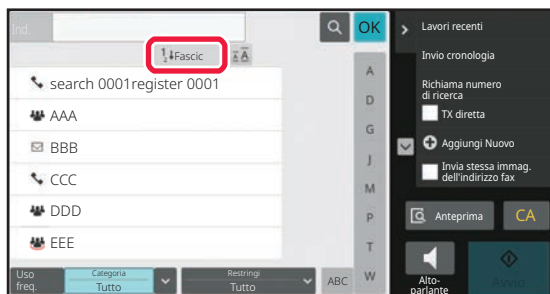 Ind.
OK
1 2 Fascic
A A
search 0001register 0001
AAA
BBB
CCC
DDD
EEE
A
D
G
J
M
P
T
W
Uso freq.
Categoria
Tutto
Restringi
Tutto
ABC
Lavori recenti
Invio cronologia
Richiama numero
di ricerca
TX diretta
Aggiungi Nuovo
Invia stessa immag.
dell'indirizzo fax
Anteprima
CA
Alto-
parlante
Avvio